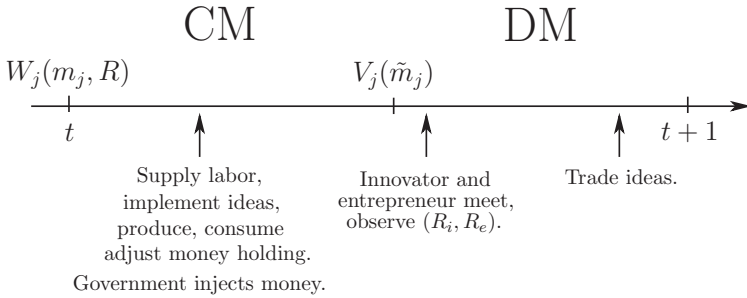 CM
DM
W_j(m_j, R)
V_j(m̃_j)
t
t + 1
Supply labor,
implement ideas,
produce, consume
adjust money holding.
Government injects money.
Innovator and
entrepreneur meet,
observe (R_i, R_e).
Trade ideas.